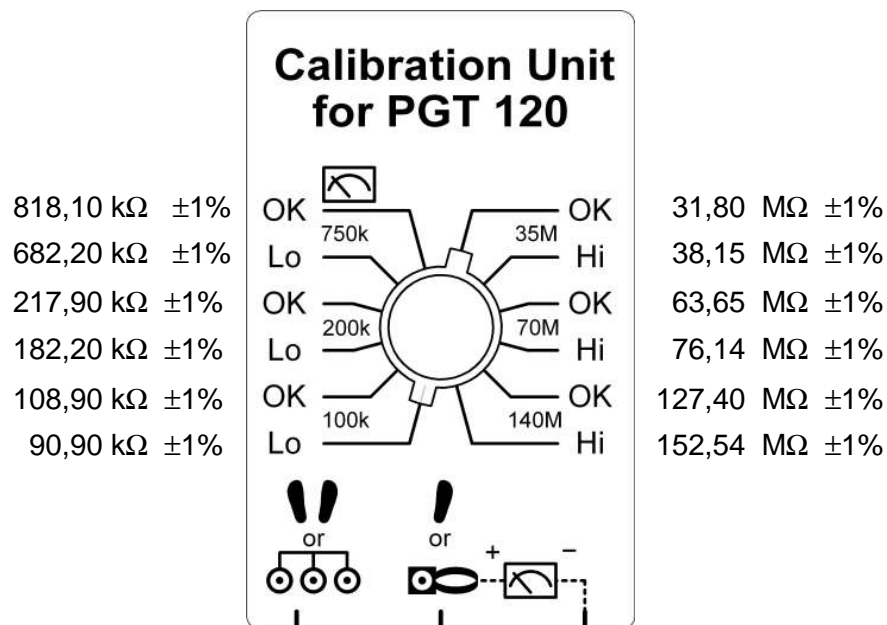 Calibration Unit
for PGT 120
818,10 kΩ ±1% OK OK 31,80 MΩ ±1%
750k 35M
682,20 kΩ ±1% Lo Hi 38,15 MΩ ±1%
217,90 kΩ ±1% OK OK 63,65 MΩ ±1%
200k 70M
182,20 kΩ ±1% Lo Hi 76,14 MΩ ±1%
108,90 kΩ ±1% OK OK 127,40 MΩ ±1%
100k 140M
90,90 kΩ ±1% Lo Hi 152,54 MΩ ±1%
or or
+ −